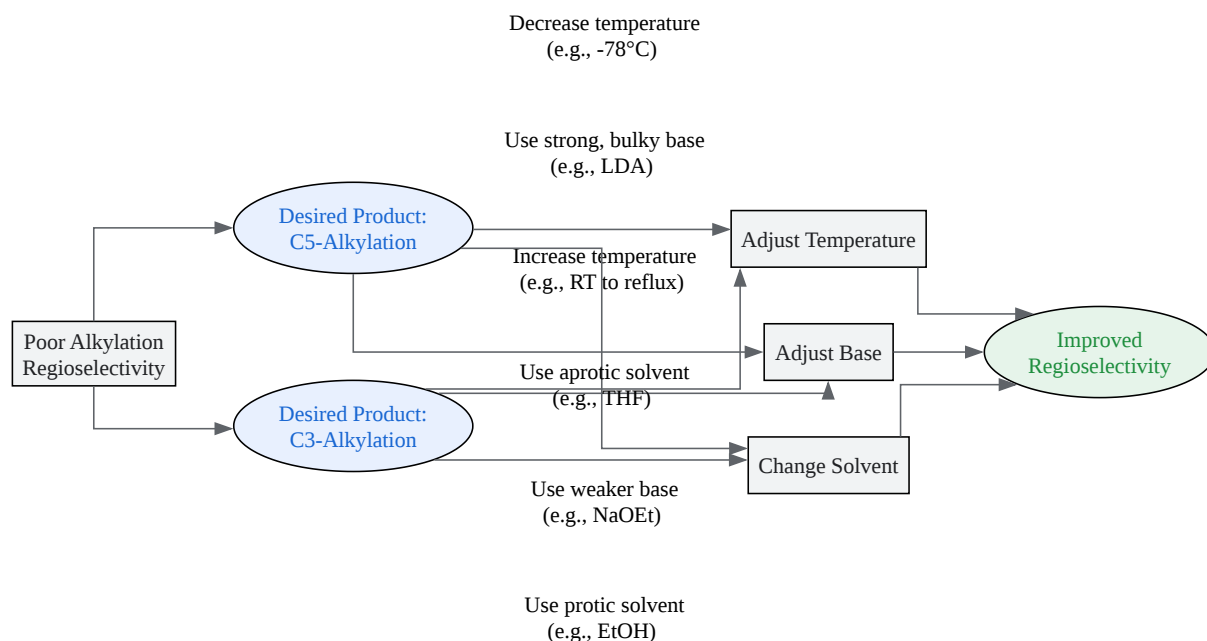 Decrease temperature
(e.g., -78°C)
Use strong, bulky base
(e.g., LDA)
Desired Product:
C5-Alkylation
Adjust Temperature
Increase temperature
(e.g., RT to reflux)
Poor Alkylation
Regioselectivity
Adjust Base
Improved
Regioselectivity
Use aprotic solvent
(e.g., THF)
Desired Product:
C3-Alkylation
Change Solvent
Use weaker base
(e.g., NaOEt)
Use protic solvent
(e.g., EtOH)